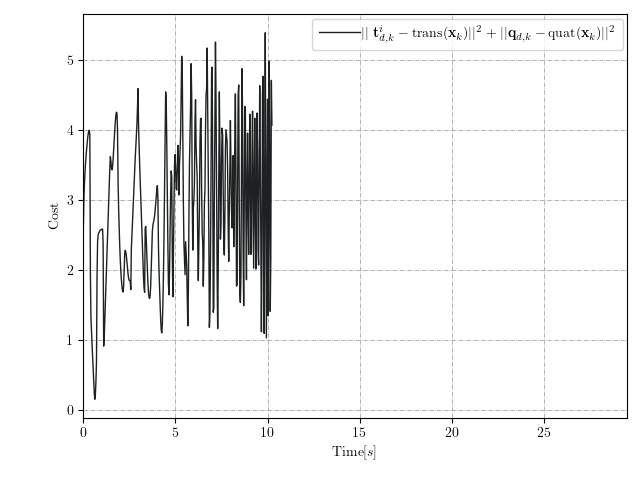 || t^i_{d,k} − trans(x_k)||² + ||q_{d,k} − quat(x_k)||²
5
4
3
2
1
0
Cost
0 5 10 15 20 25
Time[s]